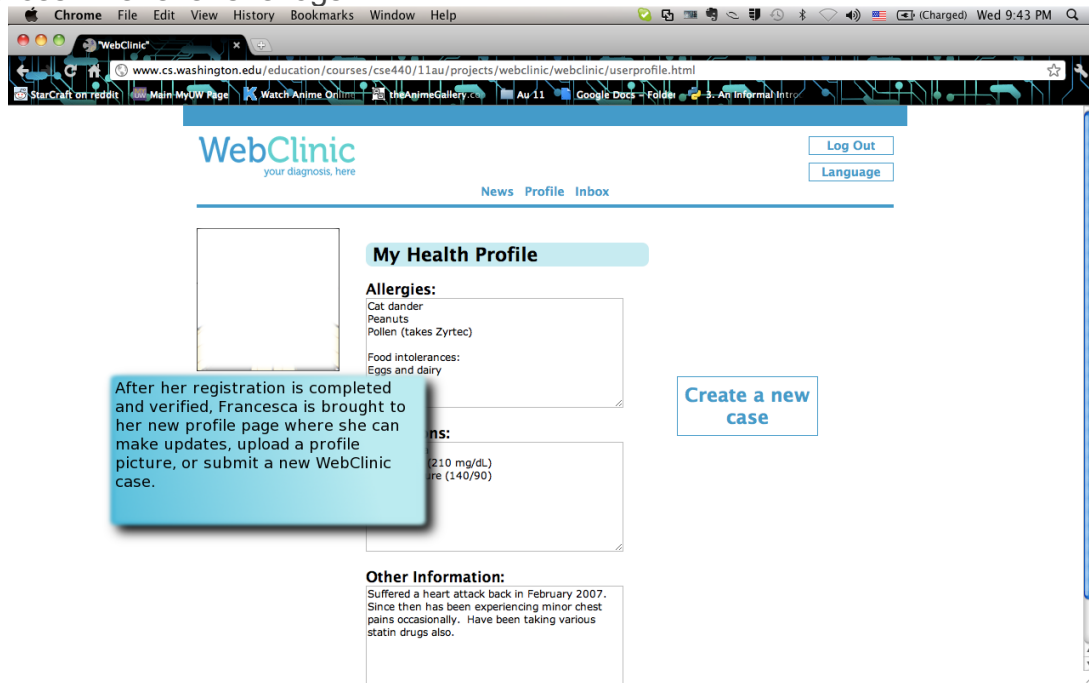 Chrome File Edit View History Bookmarks Window Help (Charged) Wed 9:43 PM
"WebClinic"
www.cs.washington.edu/education/courses/cse440/11au/projects/webclinic/webclinic/userprofile.html
StarCraft on reddit Main MyUW Page Watch Anime Online theAnimeGallery.co Au 11 Google Docs - Folder 3. An Informal Intro
WebClinic
your diagnosis, here
Log Out
Language
News Profile Inbox
My Health Profile
Allergies:
Cat dander
Peanuts
Pollen (takes Zyrtec)
Food intolerances:
Eggs and dairy
Create a new
case
After her registration is completed
and verified, Francesca is brought to
her new profile page where she can
make updates, upload a profile
picture, or submit a new WebClinic
case.
ns:
(210 mg/dL)
ure (140/90)
Other Information:
Suffered a heart attack back in February 2007.
Since then has been experiencing minor chest
pains occasionally. Have been taking various
statin drugs also.